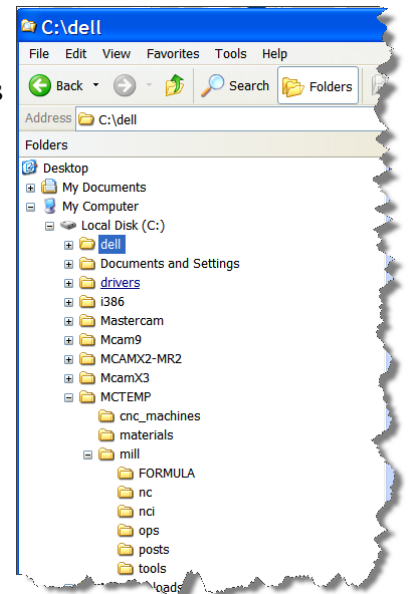 C:\dell
File Edit View Favorites Tools Help
Back Search Folders
Address C:\dell
Folders
Desktop
My Documents
My Computer
Local Disk (C:)
dell
Documents and Settings
drivers
i386
Mastercam
Mcam9
MCAMX2-MR2
McamX3
MCTEMP
cnc_machines
materials
mill
FORMULA
nc
nci
ops
posts
tools